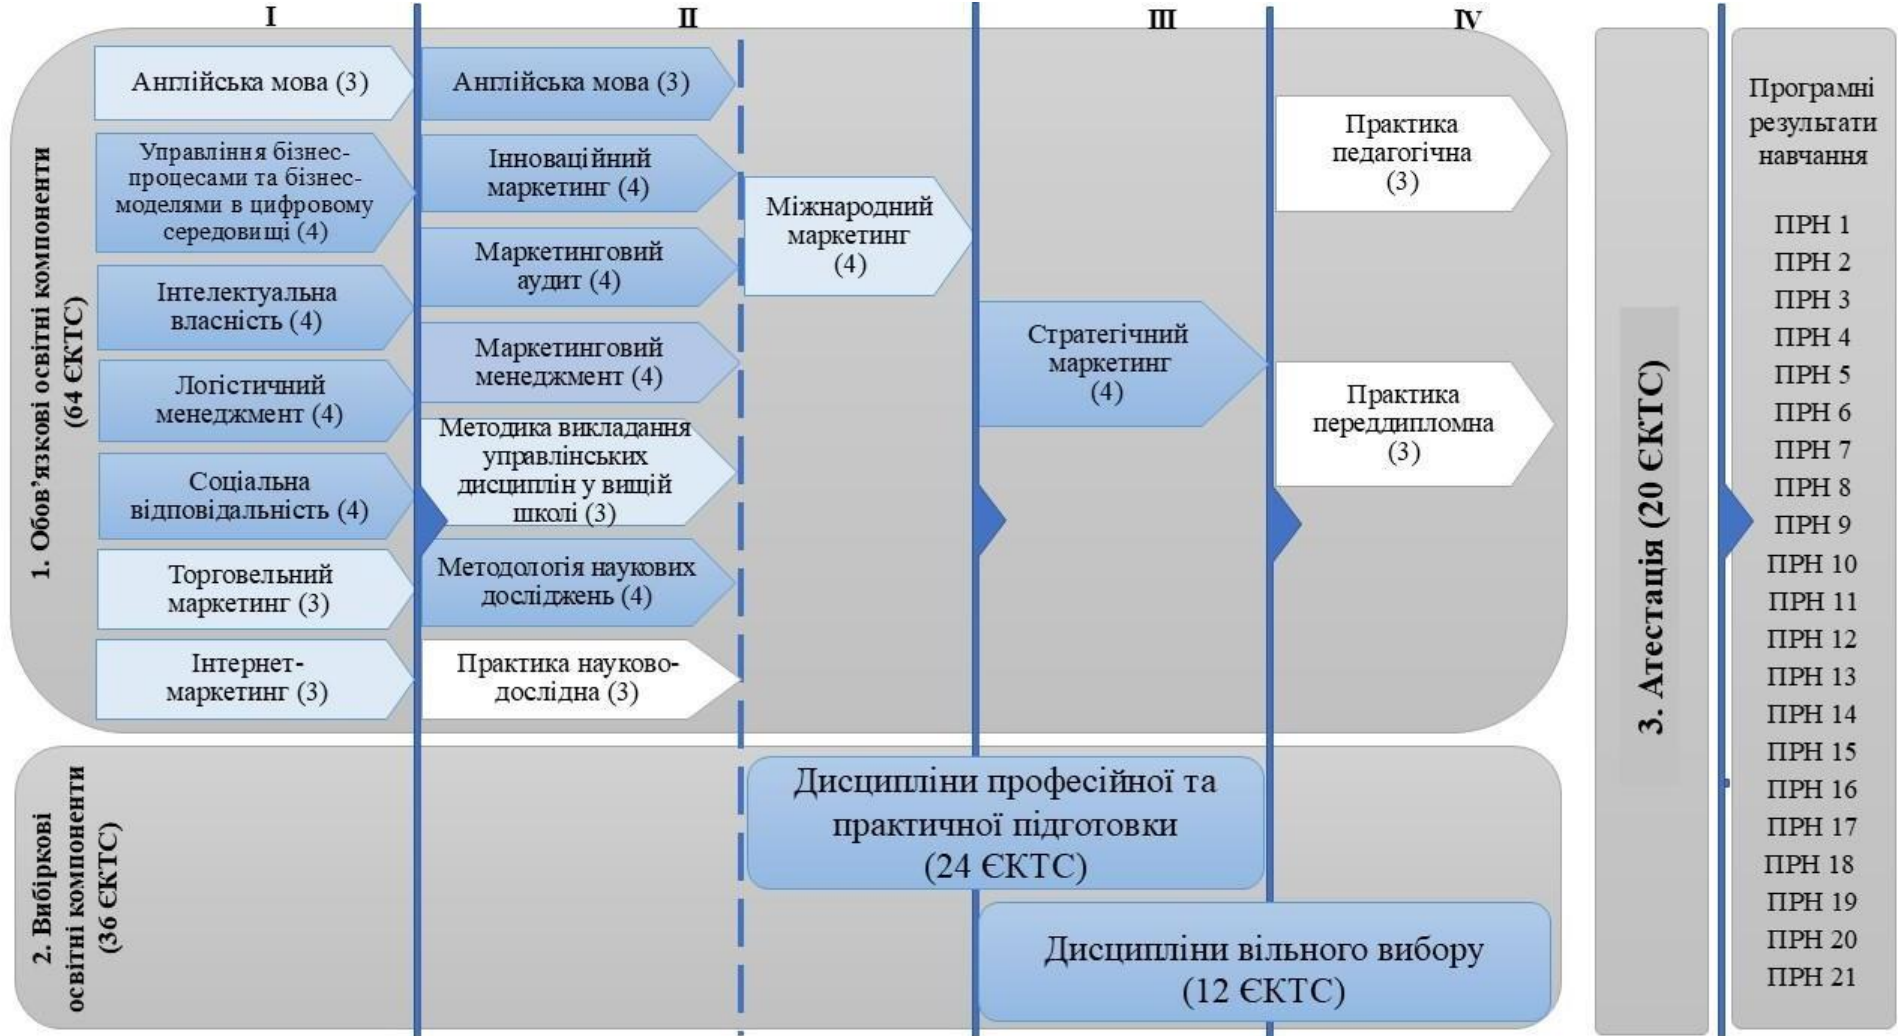 I
II
III
IV
1. Обов’язкові освітні компоненти
(64 ЄКТС)
Англійська мова (3)
Управління бізнес-
процесами та бізнес-
моделями в цифровому
середовищі (4)
Інтелектуальна
власність (4)
Логістичний
менеджмент (4)
Соціальна
відповідальність (4)
Торговельний
маркетинг (3)
Інтернет-
маркетинг (3)
Англійська мова (3)
Інноваційний
маркетинг (4)
Маркетинговий
аудит (4)
Маркетинговий
менеджмент (4)
Методика викладання
управлінських
дисциплін у вищій
школі (3)
Методологія наукових
досліджень (4)
Практика науково-
дослідна (3)
Міжнародний
маркетинг
(4)
Стратегічний
маркетинг
(4)
Практика
педагогічна
(3)
Практика
переддипломна
(3)
2. Вибіркові
освітні компоненти
(36 ЄКТС)
Дисципліни професійної та
практичної підготовки
(24 ЄКТС)
Дисципліни вільного вибору
(12 ЄКТС)
3. Атестація (20 ЄКТС)
Програмні
результати
навчання
ПРН 1
ПРН 2
ПРН 3
ПРН 4
ПРН 5
ПРН 6
ПРН 7
ПРН 8
ПРН 9
ПРН 10
ПРН 11
ПРН 12
ПРН 13
ПРН 14
ПРН 15
ПРН 16
ПРН 17
ПРН 18
ПРН 19
ПРН 20
ПРН 21